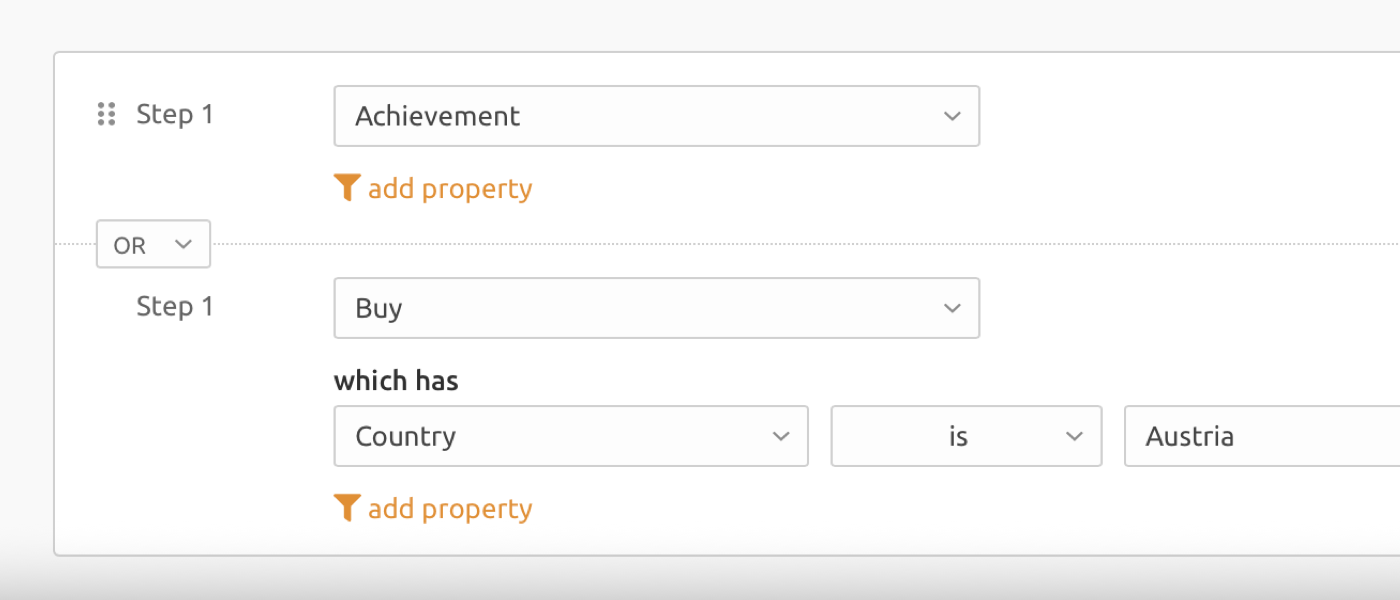 Step 1 Achievement
add property
OR
Step 1 Buy
which has
Country is Austria
add property